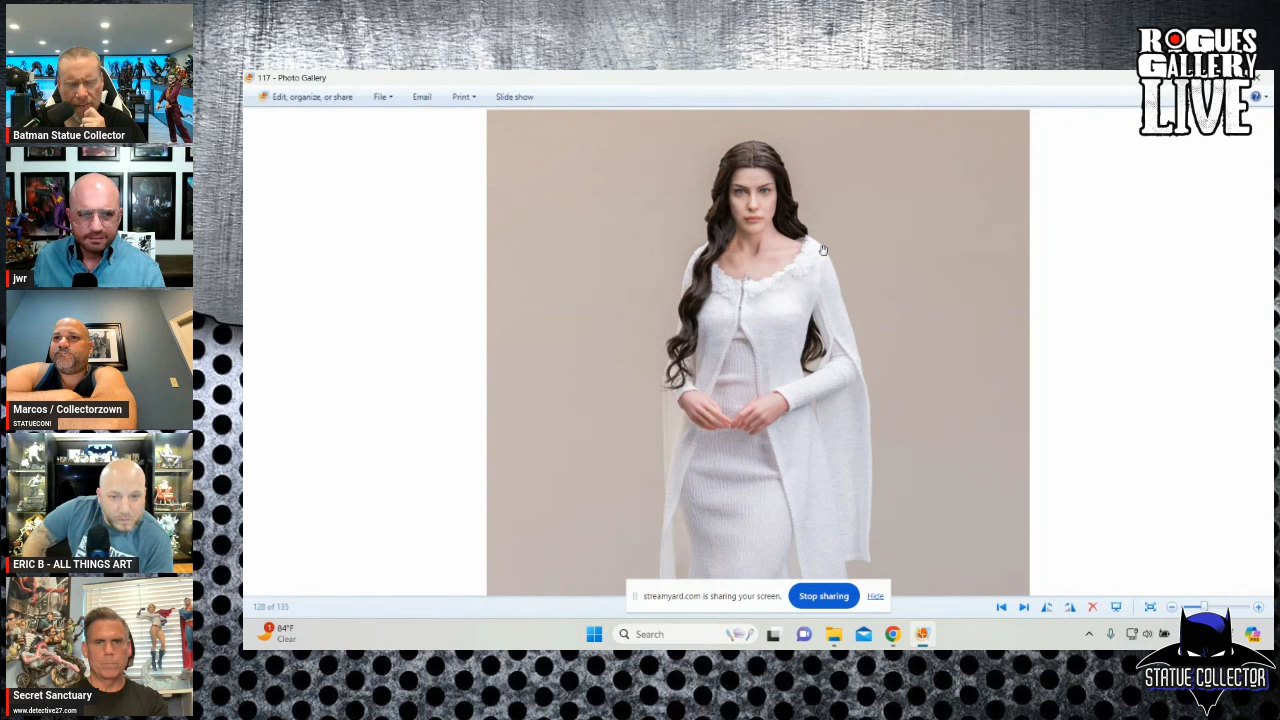 Batman Statue Collector
jwr
Marcos / Collectorzown
STATUECON!
ERIC B - ALL THINGS ART
Secret Sanctuary
www.detective27.com
117 - Photo Gallery
Edit, organize, or share
File
Email
Print
Slide show
streamyard.com is sharing your screen.
Stop sharing
Hide
128 of 135
1
84°F
Clear
Search
ROGUES
GALLERY
LIVE
STATUE COLLECTOR